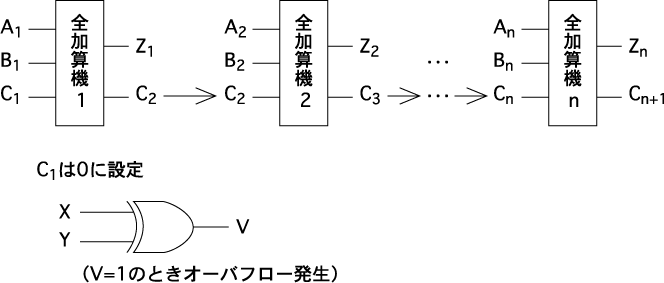 A1 全加算機1 Z1 A2 全加算機2 Z2 An 全加算機n Zn
B1 B2 … Bn
C1 C2 C2 C3 … Cn Cn+1
C1は0に設定
X V
Y
(V=1のときオーバフロー発生)